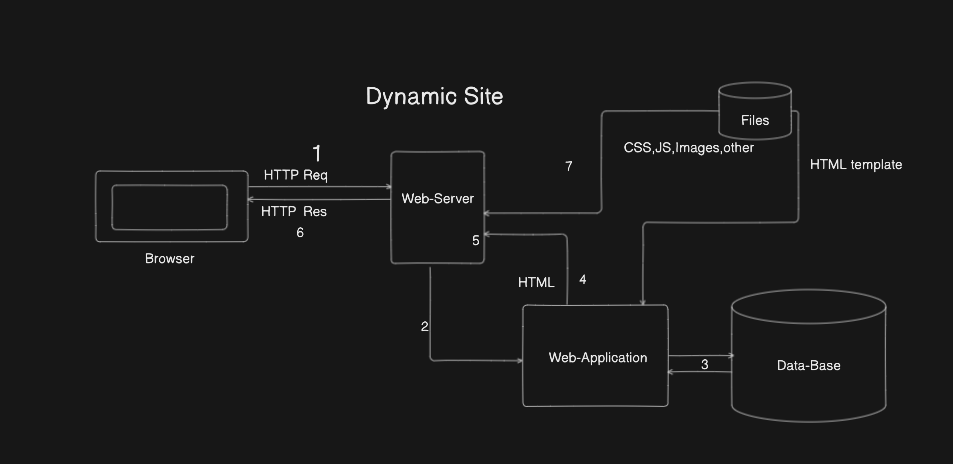 Dynamic Site
Files
1
CSS,JS,Images,other
7
HTML template
HTTP Req
HTTP Res
6
Web-Server
5
Browser
HTML
4
2
Web-Application
3
Data-Base